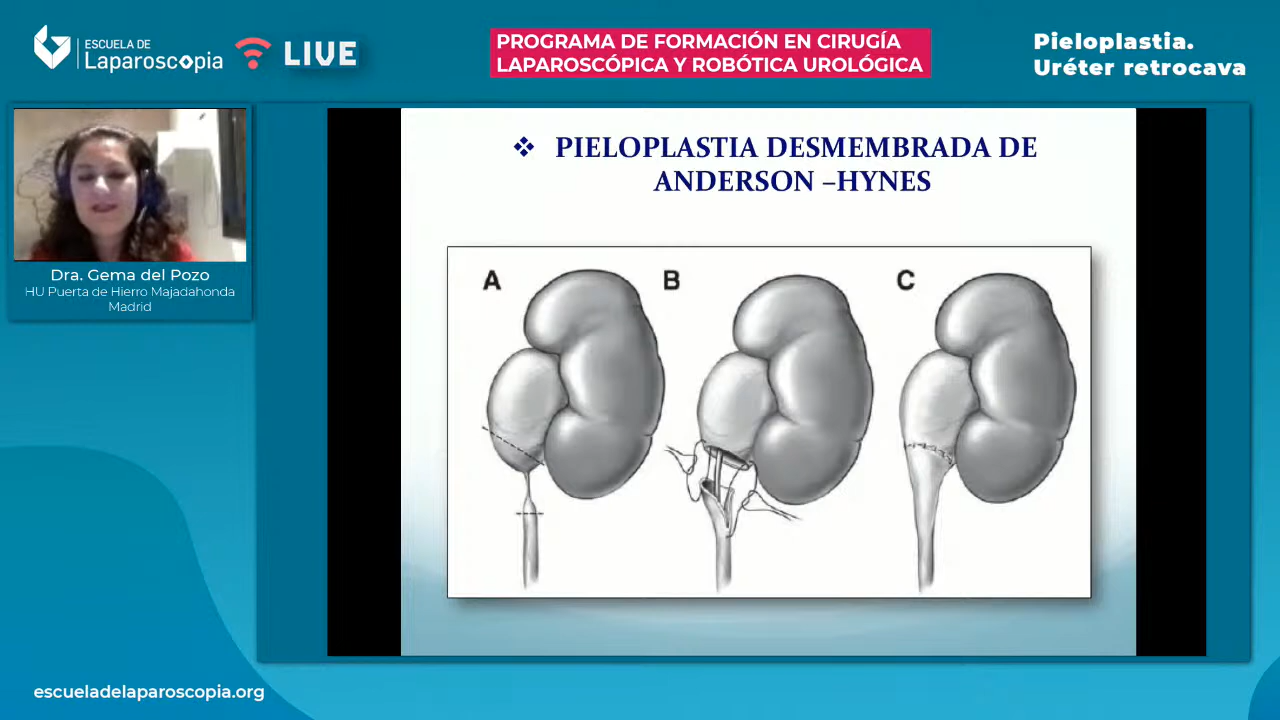 ESCUELA DE
Laparoscopia
LIVE
PROGRAMA DE FORMACIÓN EN CIRUGÍA
LAPAROSCÓPICA Y ROBÓTICA UROLÓGICA
Pieloplastia.
Uréter retrocava
Dra. Gema del Pozo
HU Puerta de Hierro Majadahonda
Madrid
❖ PIELOPLASTIA DESMEMBRADA DE
ANDERSON –HYNES
A B C
escueladelaparoscopia.org